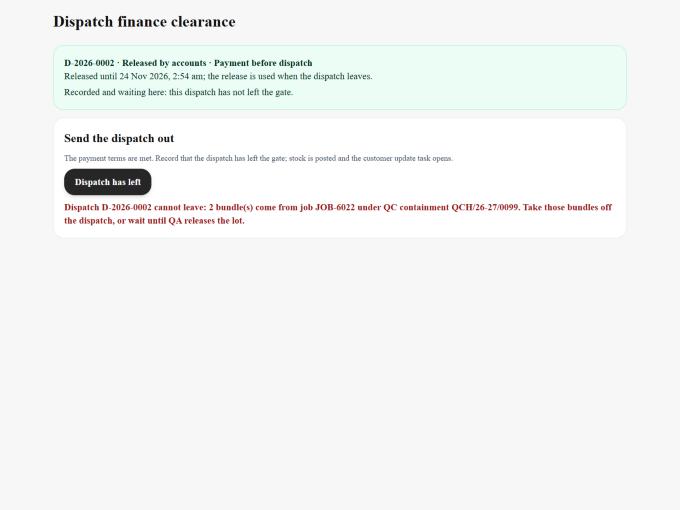 Dispatch finance clearance
D-2026-0002 · Released by accounts · Payment before dispatch
Released until 24 Nov 2026, 2:54 am; the release is used when the dispatch leaves.
Recorded and waiting here: this dispatch has not left the gate.
Send the dispatch out
The payment terms are met. Record that the dispatch has left the gate; stock is posted and the customer update task opens.
Dispatch has left
Dispatch D-2026-0002 cannot leave: 2 bundle(s) come from job JOB-6022 under QC containment QCH/26-27/0099. Take those bundles off
the dispatch, or wait until QA releases the lot.